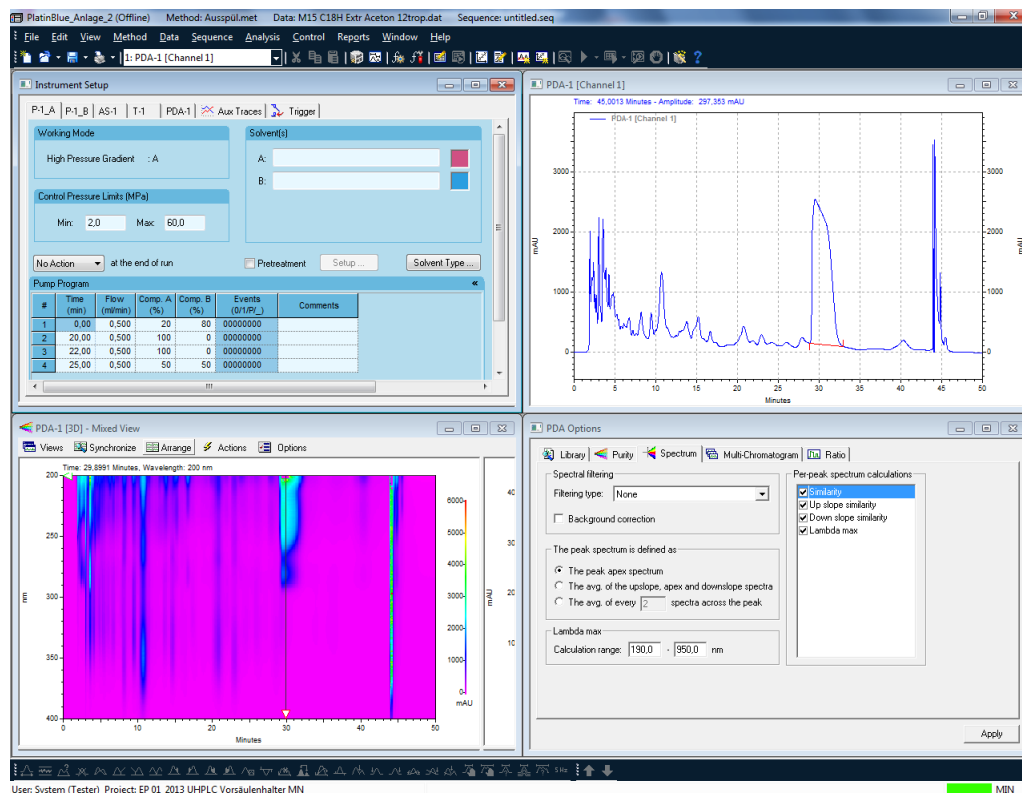 PlatinBlue_Anlage_2 (Offline) Method: Ausspül.met Data: M15 C18H Extr Aceton 12trop.dat Sequence: untitled.seq
File Edit View Method Data Sequence Analysis Control Reports Window Help
1: PDA-1 [Channel 1]
Instrument Setup
P-1_A P-1_B AS-1 T-1 PDA-1 Aux Traces Trigger
Working Mode
High Pressure Gradient : A
Solvent(s)
A:
B:
Control Pressure Limits (MPa)
Min: 2,0 Max: 60,0
No Action at the end of run Pretreatment Setup ... Solvent Type ...
Pump Program
# Time (min) Flow (ml/min) Comp. A (%) Comp. B (%) Events (0/1/P/_) Comments
1 0,00 0,500 20 80 00000000
2 20,00 0,500 100 0 00000000
3 22,00 0,500 100 0 00000000
4 25,00 0,500 50 50 00000000
PDA-1 [Channel 1]
Time: 45,0013 Minutes - Amplitude: 297,353 mAU
PDA-1 [Channel 1]
3000 3000
2000 2000
mAU mAU
1000 1000
0 0
0 5 10 15 20 25 30 35 40 45 50
Minutes
PDA-1 [3D] - Mixed View
Views Synchronize Arrange Actions Options
Time: 29,8991 Minutes, Wavelength: 200 nm
200
250
nm
300
350
400
0 10 20 30 40 50
Minutes
6000
5000
4000
3000
2000
1000
0
mAU
40
30
mAU
20
10
PDA Options
Library Purity Spectrum Multi-Chromatogram Ratio
Spectral filtering
Filtering type: None
Background correction
The peak spectrum is defined as
The peak apex spectrum
The avg. of the upslope, apex and downslope spectra
The avg. of every 2 spectra across the peak
Lambda max
Calculation range: 190,0 - 950,0 nm
Per-peak spectrum calculations
Similarity
Up slope similarity
Down slope similarity
Lambda max
Apply
User: System (Tester) Project: EP 01_2013 UHPLC Vorsäulenhalter MN
MIN